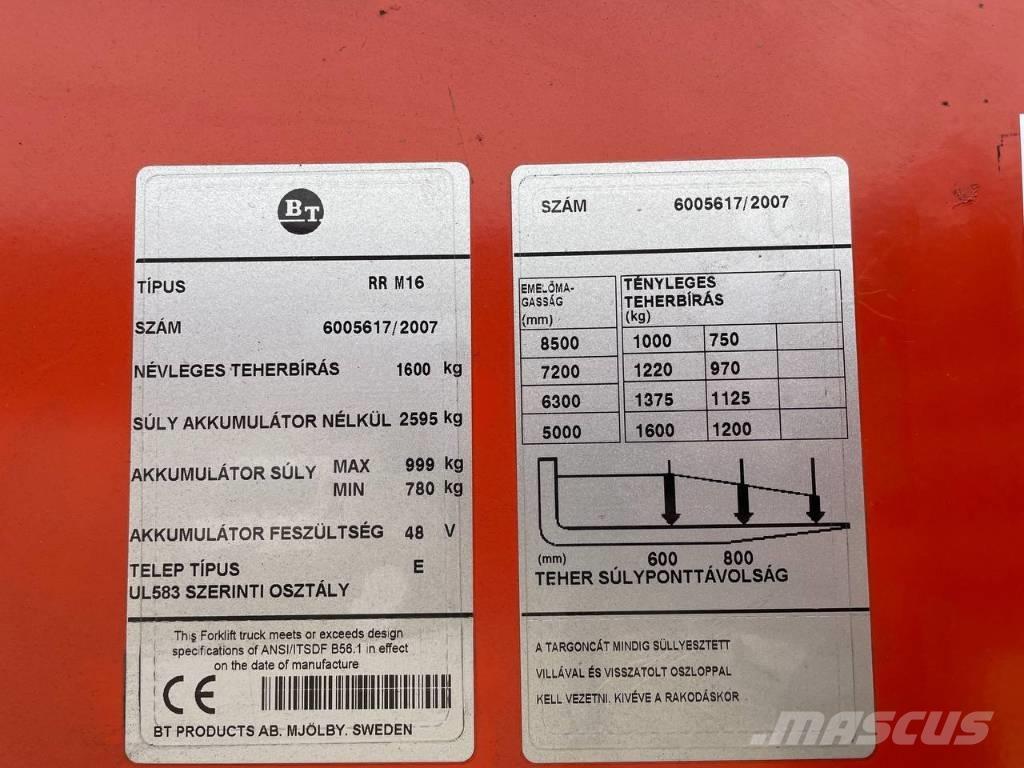 BT
TÍPUS RR M16
SZÁM 6005617/2007
NÉVLEGES TEHERBÍRÁS 1600 kg
SÚLY AKKUMULÁTOR NÉLKÜL 2595 kg
AKKUMULÁTOR SÚLY MAX 999 kg
MIN 780 kg
AKKUMULÁTOR FESZÜLTSÉG 48 V
TELEP TÍPUS E
UL583 SZERINTI OSZTÁLY
This Forklift truck meets or exceeds design
specifications of ANSI/ITSDF B56.1 in effect
on the date of manufacture
CE
BT PRODUCTS AB. MJÖLBY. SWEDEN
SZÁM 6005617/2007
EMELŐMA-
GASSÁG
(mm)
TÉNYLEGES
TEHERBÍRÁS
(kg)
8500 1000 750
7200 1220 970
6300 1375 1125
5000 1600 1200
(mm) 600 800
TEHER SÚLYPONTTÁVOLSÁG
A TARGONCÁT MINDIG SÜLLYESZTETT
VILLÁVAL ÉS VISSZATOLT OSZLOPPAL
KELL VEZETNI. KIVÉVE A RAKODÁSKOR
MASCUS